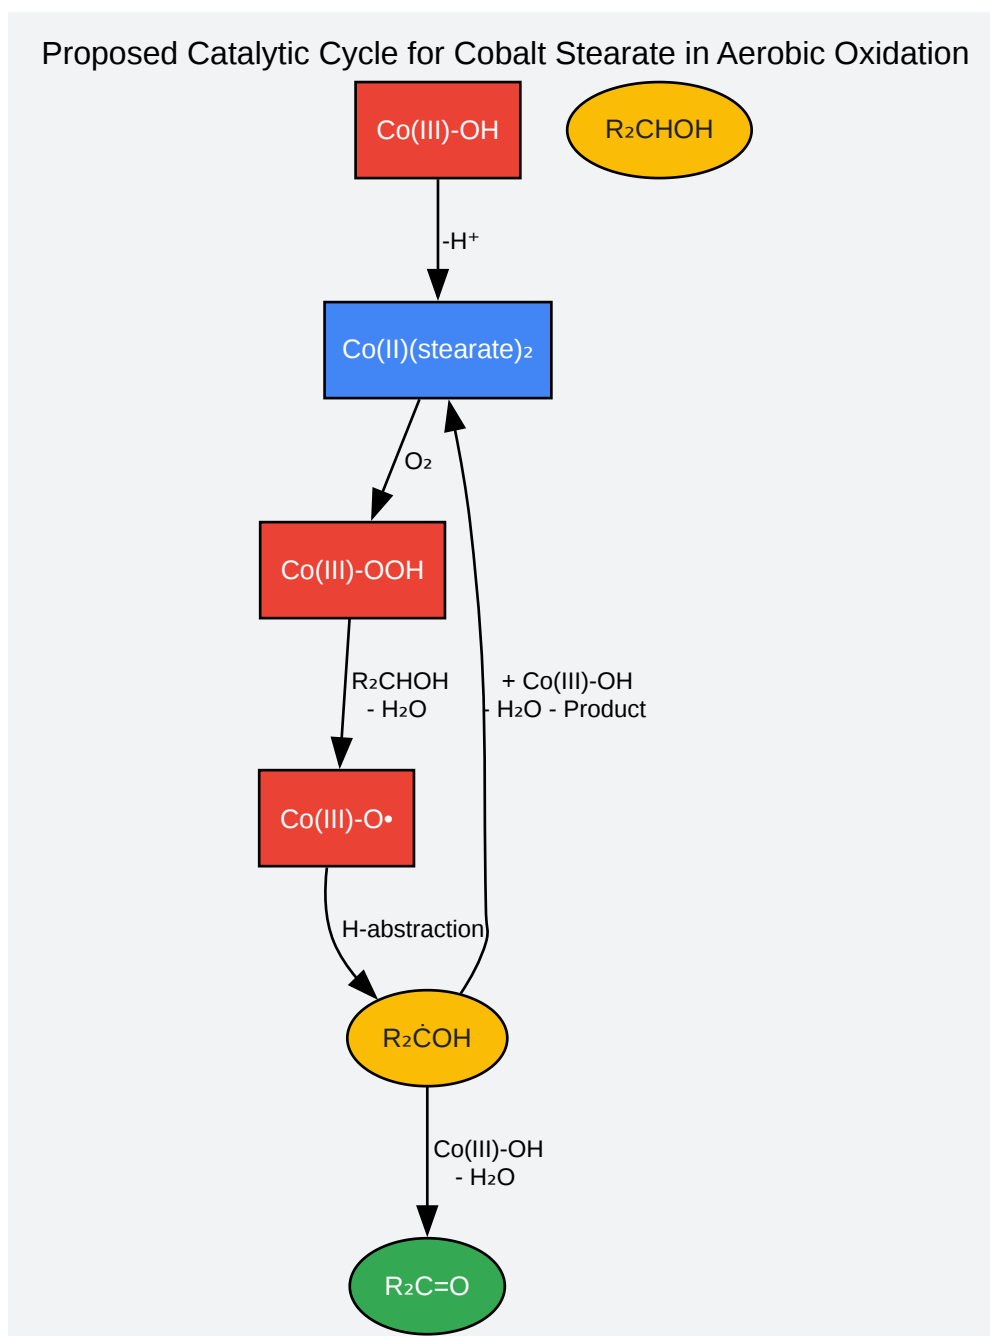 Proposed Catalytic Cycle for Cobalt Stearate in Aerobic Oxidation
Co(III)-OH
R₂CHOH
-H⁺
Co(II)(stearate)₂
O₂
Co(III)-OOH
R₂CHOH
- H₂O
+ Co(III)-OH
- H₂O - Product
Co(III)-O•
H-abstraction
R₂ĊOH
Co(III)-OH
- H₂O
R₂C=O